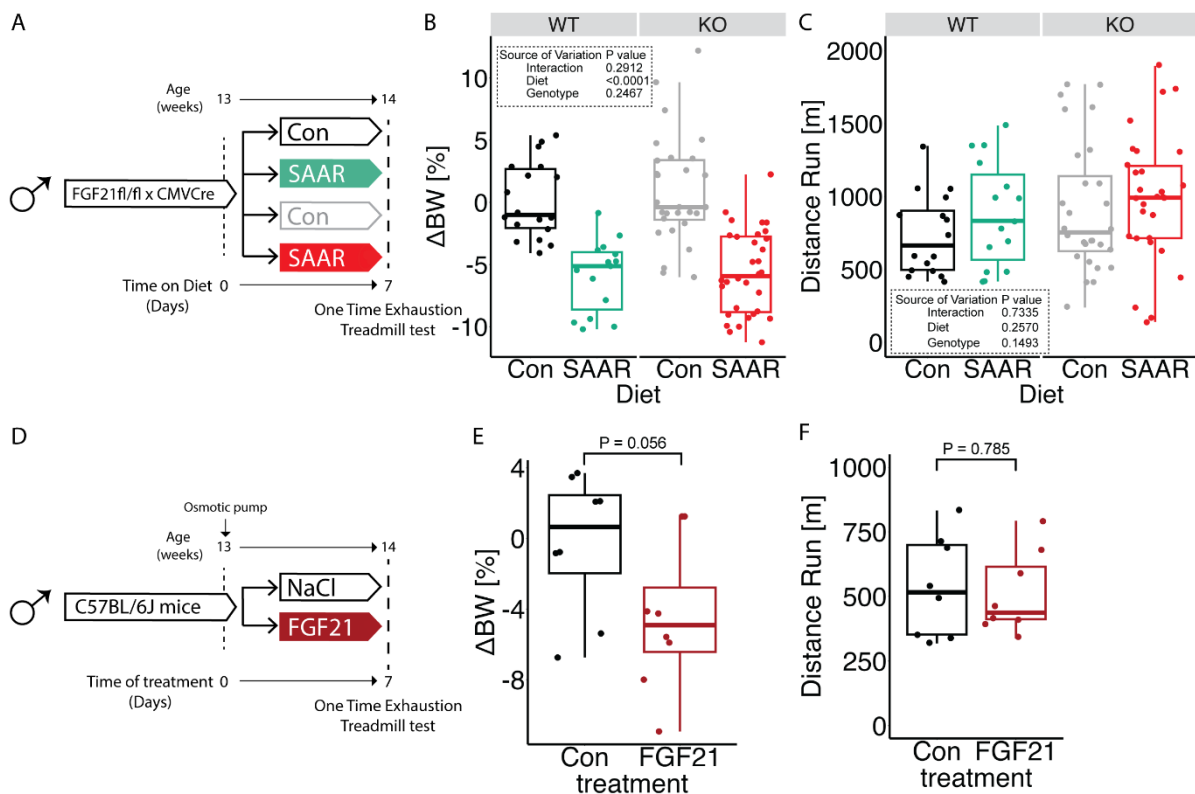 A
Age
(weeks)
13
14
FGF21fl/fl x CMVCre
Con
SAAR
Con
SAAR
Time on Diet
(Days)
0
7
One Time Exhaustion
Treadmill test
B
WT
KO
Source of Variation P value
Interaction 0.2912
Diet <0.0001
Genotype 0.2467
ΔBW [%]
10
5
0
-5
-10
Con SAAR Con SAAR
Diet
C
WT
KO
Distance Run [m]
2000
1500
1000
500
0
Source of Variation P value
Interaction 0.7335
Diet 0.2570
Genotype 0.1493
Con SAAR Con SAAR
Diet
D
Osmotic pump
Age
(weeks)
13
14
C57BL/6J mice
NaCl
FGF21
Time of treatment
(Days)
0
7
One Time Exhaustion
Treadmill test
E
P = 0.056
ΔBW [%]
4
0
-4
-8
Con FGF21
treatment
F
P = 0.785
Distance Run [m]
1000
750
500
250
0
Con FGF21
treatment